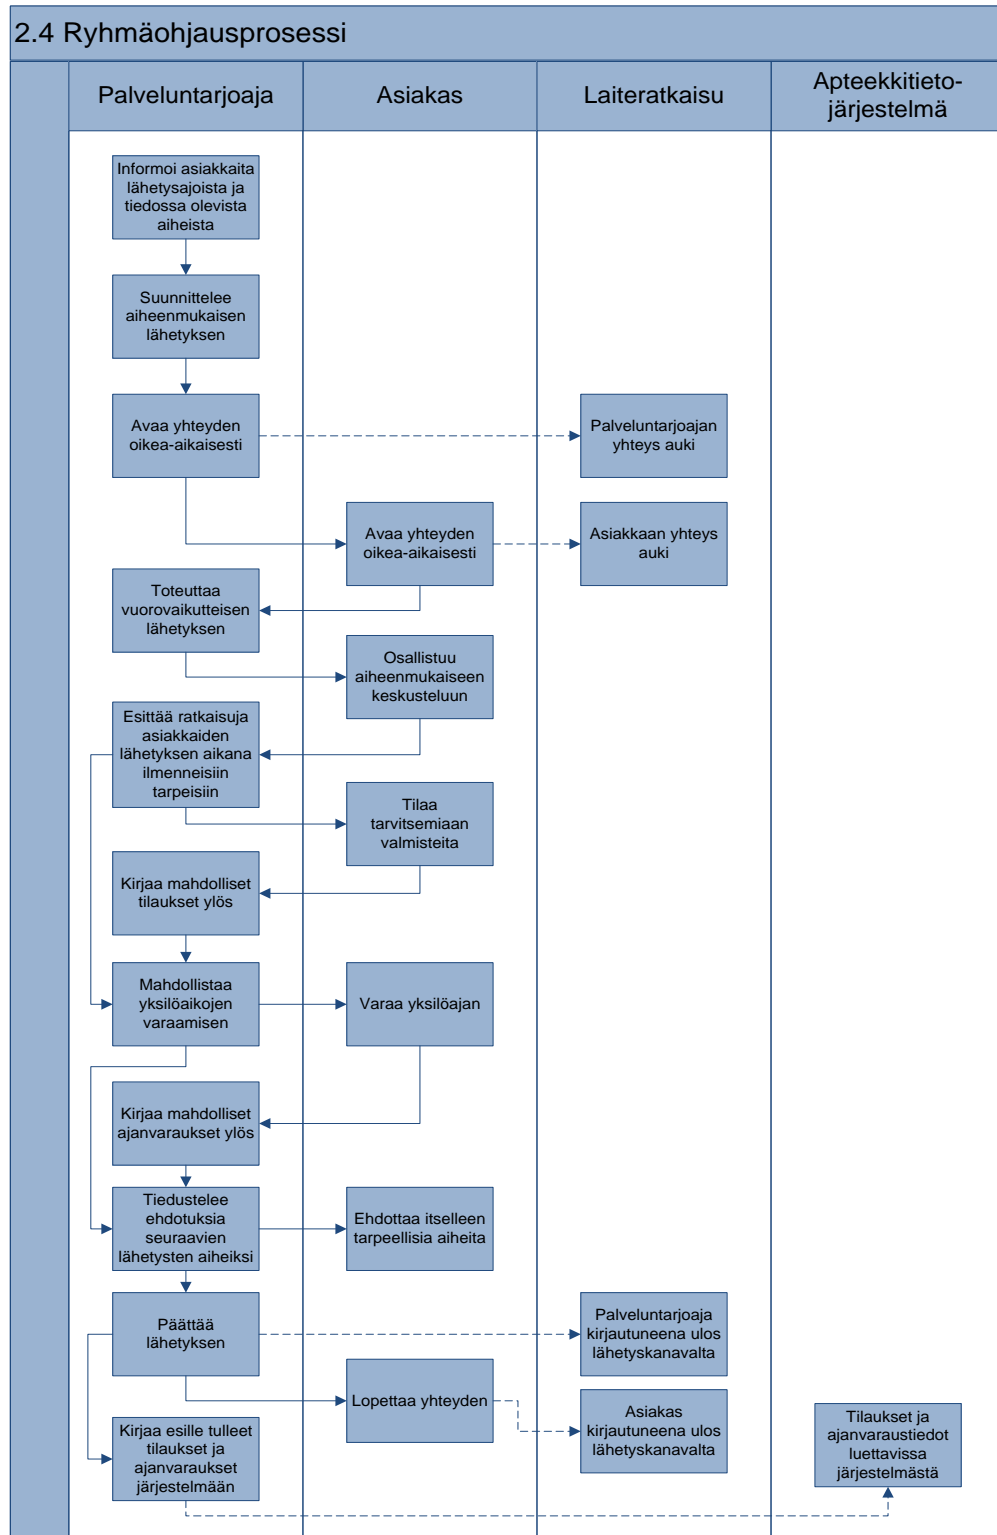 2.4 Ryhmäohjausprosessi
Palveluntarjoaja
Asiakas
Laiteratkaisu
Apteekkitieto-
järjestelmä
Informoi asiakkaita
lähetysajoista ja
tiedossa olevista
aiheista
Suunnittelee
aiheenmukaisen
lähetyksen
Avaa yhteyden
oikea-aikaisesti
Palveluntarjoajan
yhteys auki
Avaa yhteyden
oikea-aikaisesti
Asiakkaan yhteys
auki
Toteuttaa
vuorovaikutteisen
lähetyksen
Osallistuu
aiheenmukaiseen
keskusteluun
Esittää ratkaisuja
asiakkaiden
lähetyksen aikana
ilmenneisiin
tarpeisiin
Tilaa
tarvitsemiaan
valmisteita
Kirjaa mahdolliset
tilaukset ylös
Mahdollistaa
yksilöaikojen
varaamisen
Varaa yksilöajan
Kirjaa mahdolliset
ajanvaraukset ylös
Tiedustelee
ehdotuksia
seuraavien
lähetysten aiheiksi
Ehdottaa itselleen
tarpeellisia aiheita
Päättää
lähetyksen
Palveluntarjoaja
kirjautuneena ulos
lähetyskanavalta
Lopettaa yhteyden
Asiakas
kirjautuneena ulos
lähetyskanavalta
Kirjaa esille tulleet
tilaukset ja
ajanvaraukset
järjestelmään
Tilaukset ja
ajanvaraustiedot
luettavissa
järjestelmästä